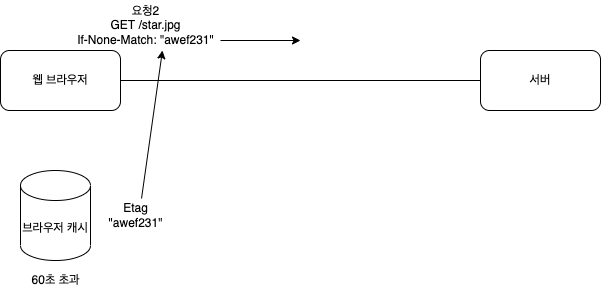 요청2
GET /star.jpg
If-None-Match: "awef231"
웹 브라우저
서버
Etag
"awef231"
브라우저 캐시
60초 초과